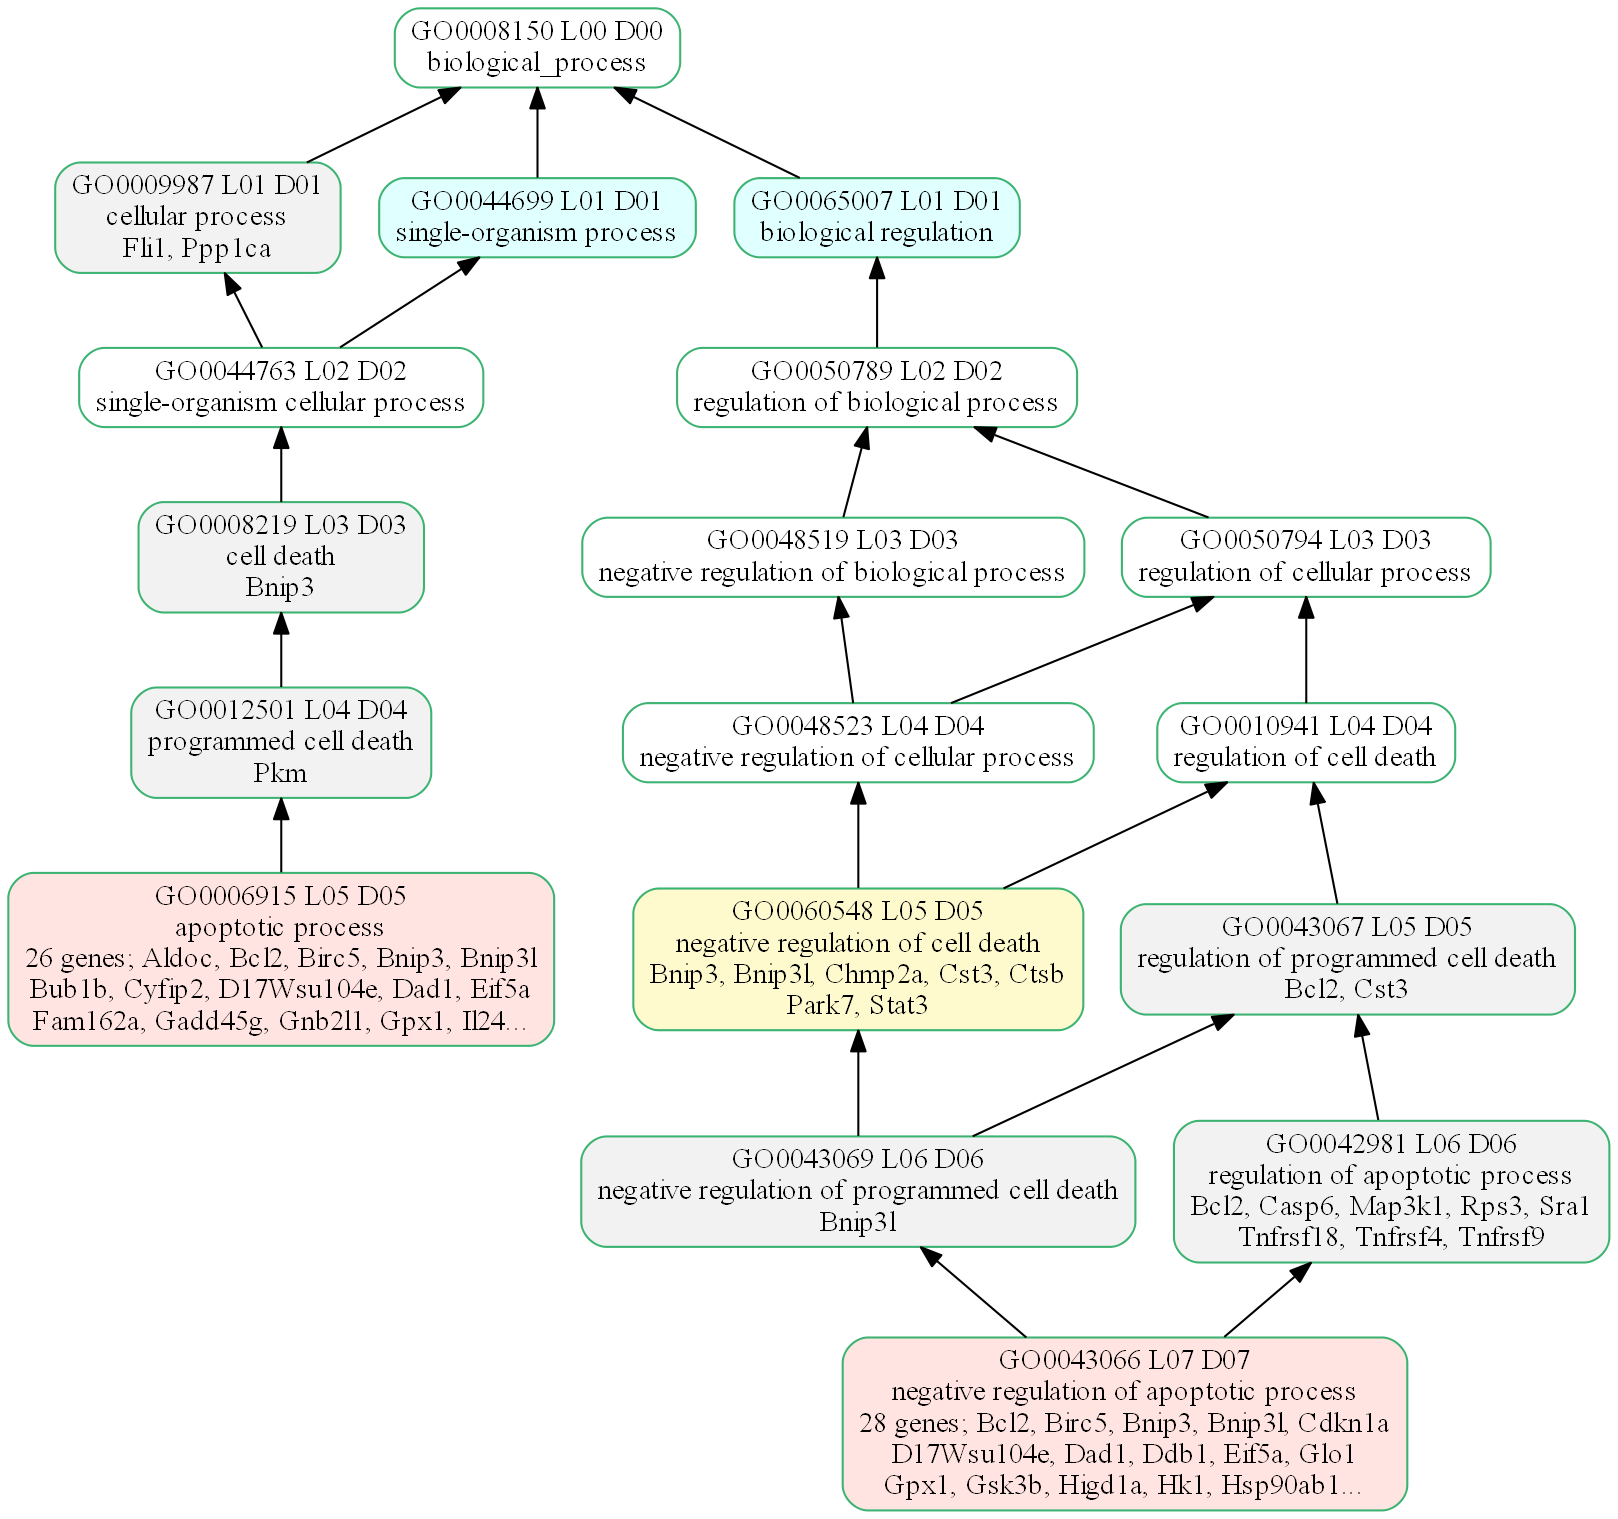 GO0008150 L00 D00
biological_process
GO0009987 L01 D01
cellular process
Fli1, Ppp1ca
GO0044699 L01 D01
single-organism process
GO0065007 L01 D01
biological regulation
GO0044763 L02 D02
single-organism cellular process
GO0050789 L02 D02
regulation of biological process
GO0008219 L03 D03
cell death
Bnip3
GO0048519 L03 D03
negative regulation of biological process
GO0050794 L03 D03
regulation of cellular process
GO0012501 L04 D04
programmed cell death
Pkm
GO0048523 L04 D04
negative regulation of cellular process
GO0010941 L04 D04
regulation of cell death
GO0006915 L05 D05
apoptotic process
26 genes; Aldoc, Bcl2, Birc5, Bnip3, Bnip3l
Bub1b, Cyfip2, D17Wsu104e, Dad1, Eif5a
Fam162a, Gadd45g, Gnb2l1, Gpx1, Il24...
GO0060548 L05 D05
negative regulation of cell death
Bnip3, Bnip3l, Chmp2a, Cst3, Ctsb
Park7, Stat3
GO0043067 L05 D05
regulation of programmed cell death
Bcl2, Cst3
GO0043069 L06 D06
negative regulation of programmed cell death
Bnip3l
GO0042981 L06 D06
regulation of apoptotic process
Bcl2, Casp6, Map3k1, Rps3, Sra1
Tnfrsf18, Tnfrsf4, Tnfrsf9
GO0043066 L07 D07
negative regulation of apoptotic process
28 genes; Bcl2, Birc5, Bnip3, Bnip3l, Cdkn1a
D17Wsu104e, Dad1, Ddb1, Eif5a, Glo1
Gpx1, Gsk3b, Higd1a, Hk1, Hsp90ab1...